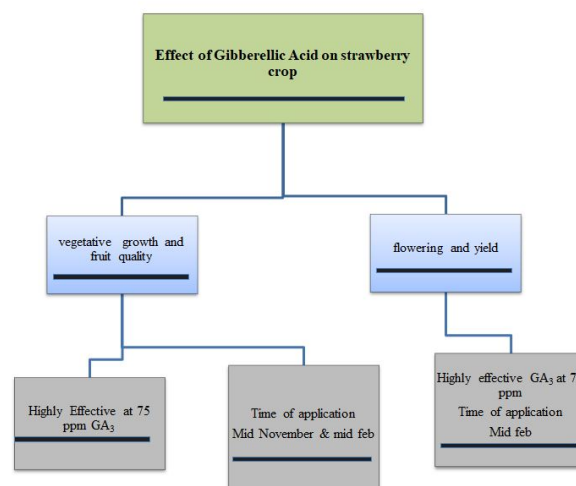 Effect of Gibberellic Acid on strawberry
crop
vegetative growth and
fruit quality
flowering and yield
Highly Effective at 75
ppm GA₃
Time of application
Mid November & mid feb
Highly effective GA₃ at 7
ppm
Time of application
Mid feb